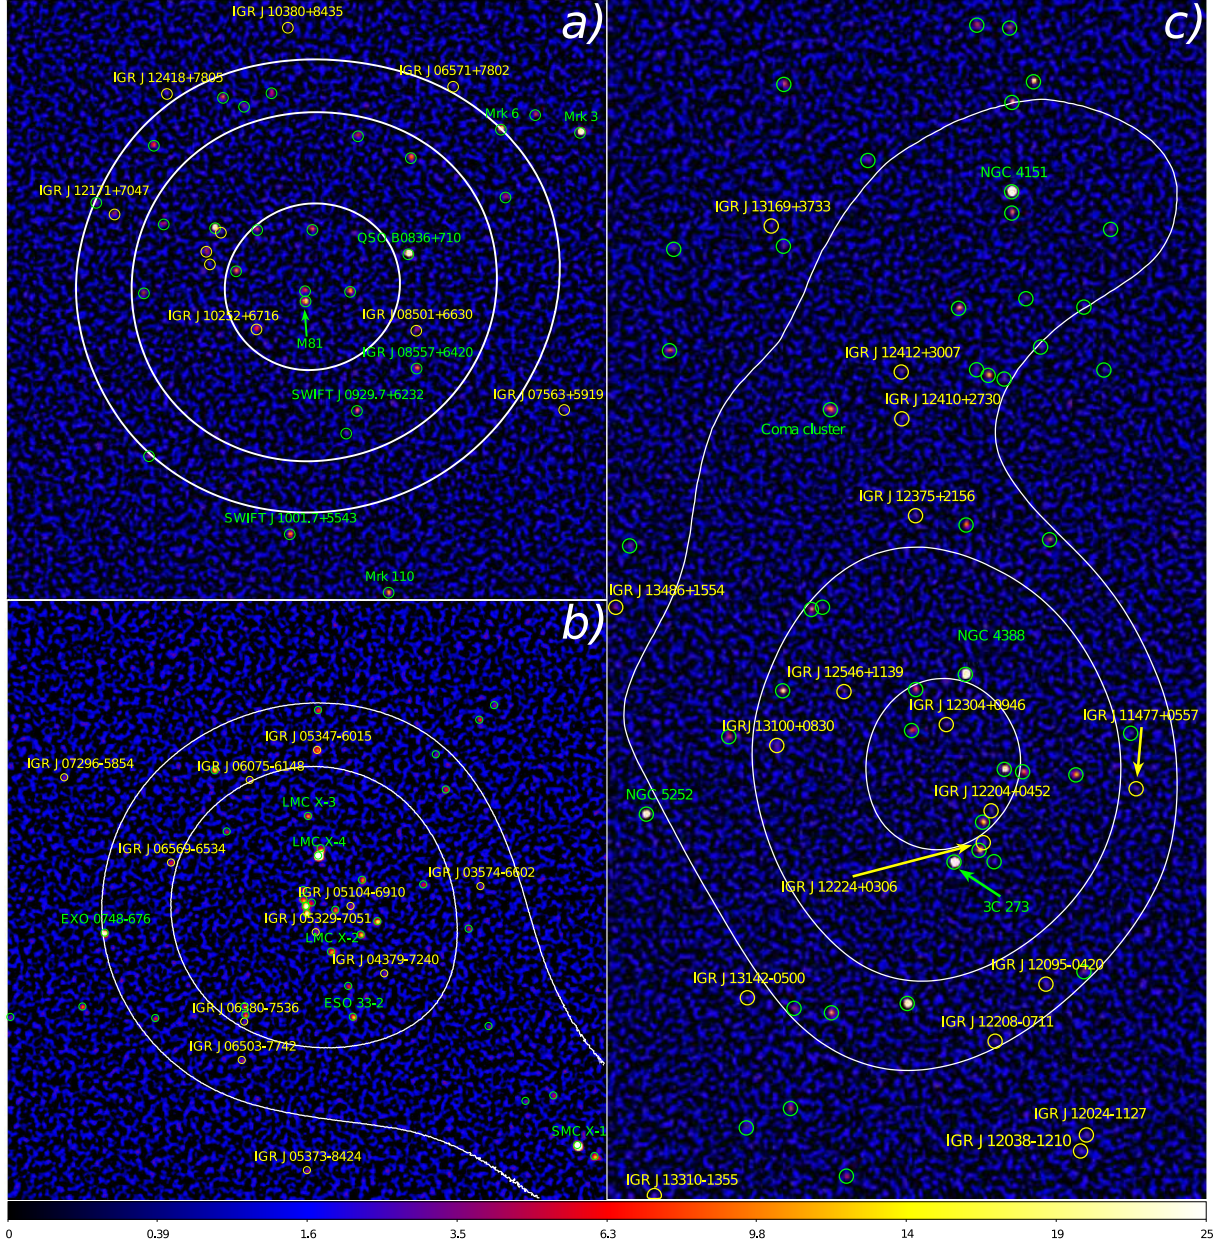 a)
IGR J 10380+8435
IGR J 12418+7805
IGR J 06571+7802
Mrk 6
Mrk 3
IGR J 12171+7047
QSO B0836+710
IGR J 10252+6716
IGR J 08501+6630
M81
IGR J 08557+6420
SWIFT J 0929.7+6232
IGR J 07563+5919
SWIFT J 1001.7+5543
Mrk 110
b)
IGR J 05347-6015
IGR J 07296-5854
IGR J 06075-6148
LMC X-3
LMC X-4
IGR J 06569-6534
IGR J 03574-6602
IGR J 05104-6910
EXO 0748-676
IGR J 05329-7051
LMC X-2
IGR J 04379-7240
ESO 33-2
IGR J 06380-7536
IGR J 06503-7742
SMC X-1
IGR J 05373-8424
c)
NGC 4151
IGR J 13169+3733
IGR J 12412+3007
IGR J 12410+2730
Coma cluster
IGR J 12375+2156
IGR J 13486+1554
NGC 4388
IGR J 12546+1139
IGR J 12304+0946
IGR J 11477+0557
IGR J 13100+0830
NGC 5252
IGR J 12204+0452
IGR J 12224+0306
3C 273
IGR J 13142-0500
IGR J 12095-0420
IGR J 12208-0711
IGR J 12024-1127
IGR J 12038-1210
IGR J 13310-1355
0 0.39 1.6 3.5 6.3 9.8 14 19 25